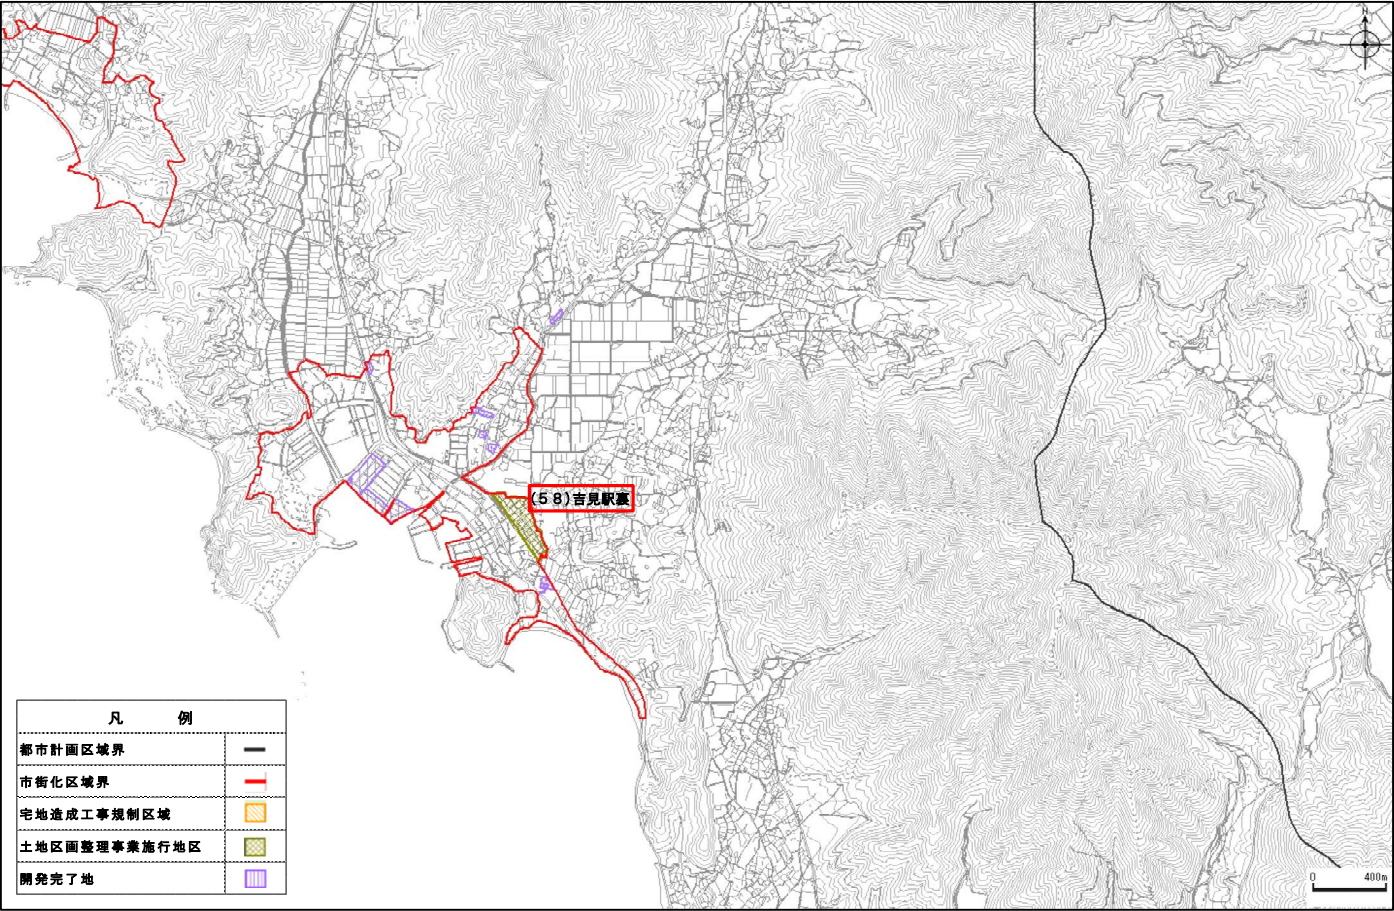 N
(58)吉見駅裏
凡 例
都市計画区域界
市街化区域界
宅地造成工事規制区域
土地区画整理事業施行地区
開発完了地
0 400m